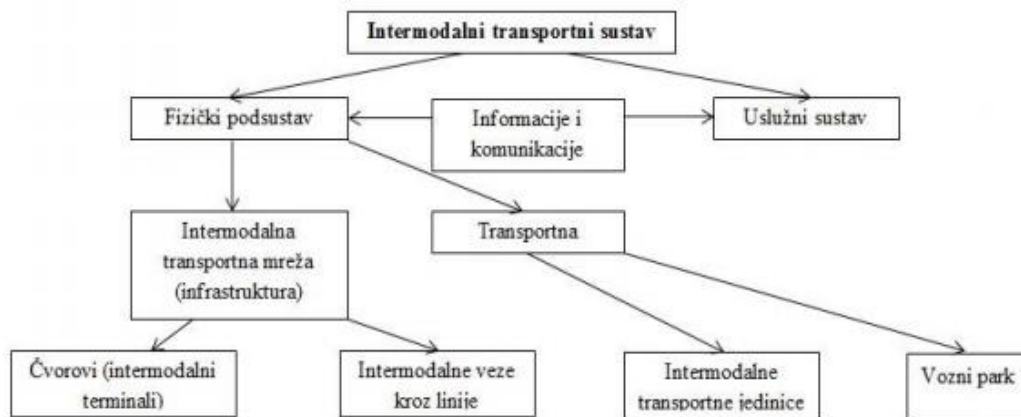 Intermodalni transportni sustav
Fizički podsustav
Informacije i
komunikacije
Uslužni sustav
Intermodalna
transportna mreža
(infrastruktura)
Transportna
Čvorovi (intermodalni
terminali)
Intermodalne veze
kroz linije
Intermodalne
transportne jedinice
Vozni park